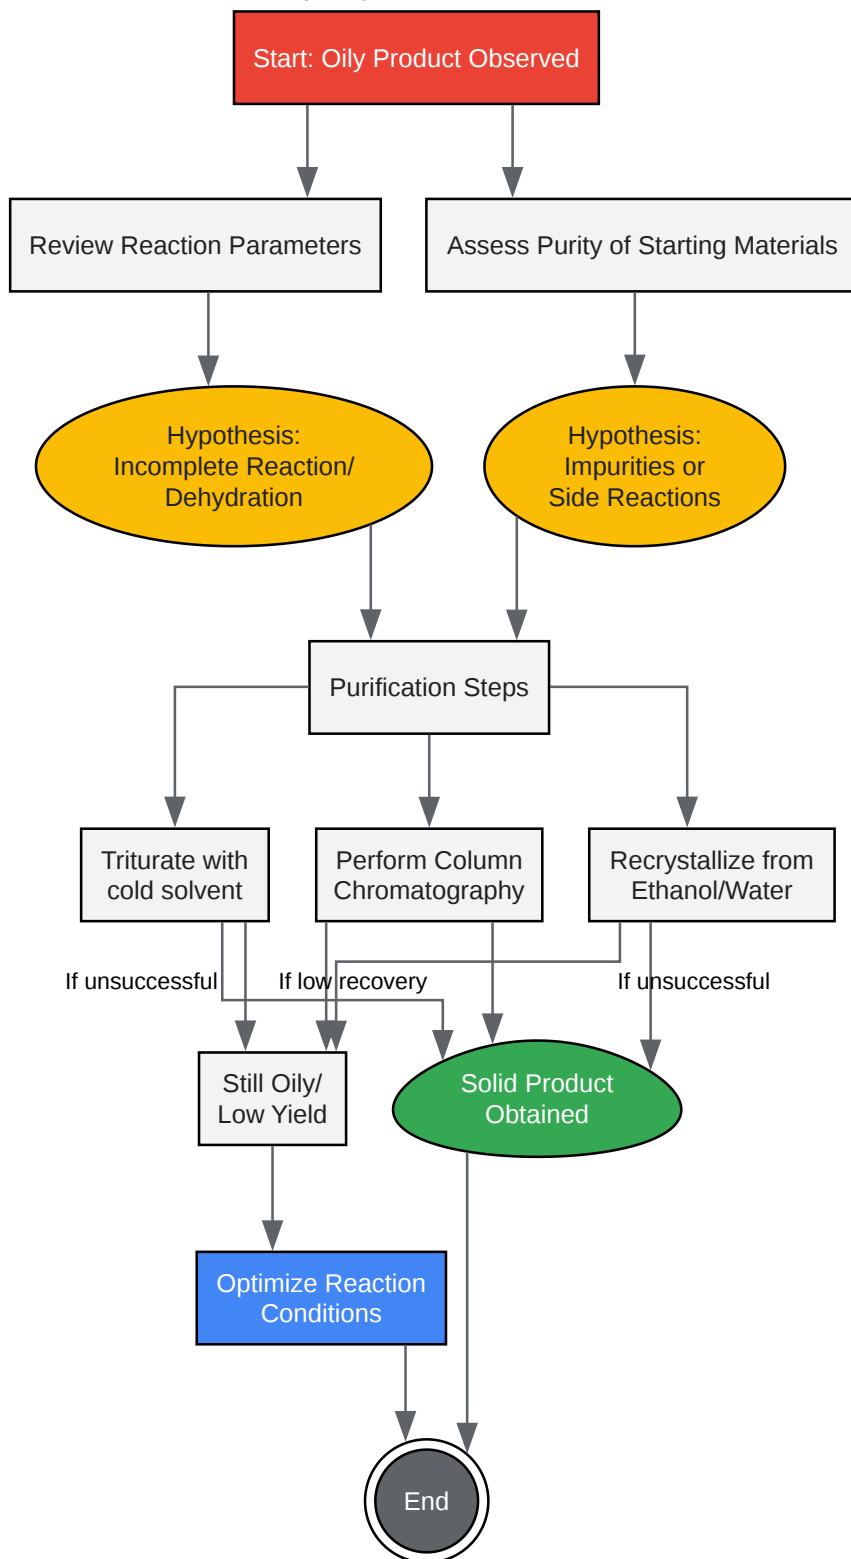 Start: Oily Product Observed
Review Reaction Parameters
Assess Purity of Starting Materials
Hypothesis:
Incomplete Reaction/
Dehydration
Hypothesis:
Impurities or
Side Reactions
Purification Steps
Triturate with
cold solvent
Perform Column
Chromatography
Recrystallize from
Ethanol/Water
If unsuccessful
If low recovery
If unsuccessful
Still Oily/
Low Yield
Solid Product
Obtained
Optimize Reaction
Conditions
End